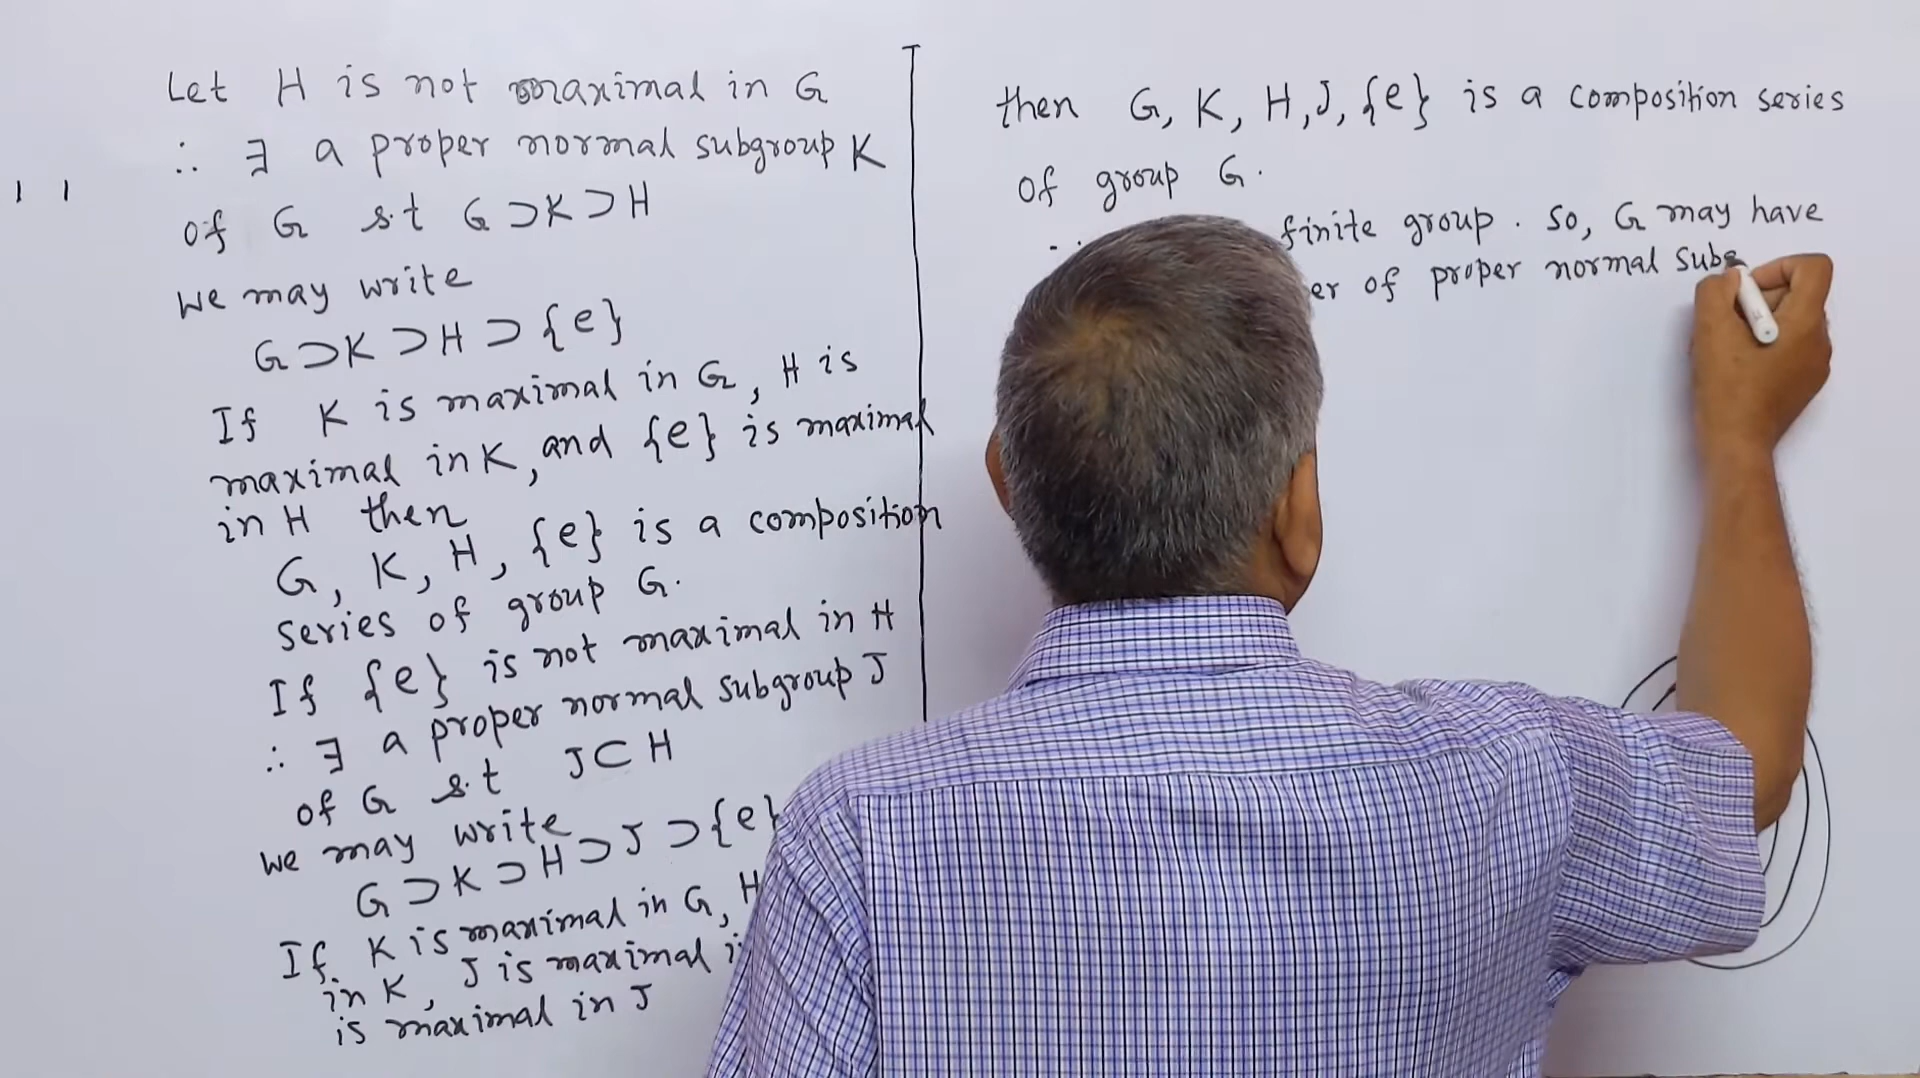 Let H is not maximal in G
∴ ∃ a proper normal subgroup K
of G s.t G ⊃ K ⊃ H
we may write
G ⊃ K ⊃ H ⊃ {e}
If K is maximal in G, H is
maximal in K, and {e} is maximal
in H then
G, K, H, {e} is a composition
series of group G.
If {e} is not maximal in H
∴ ∃ a proper normal subgroup J
of G s.t J ⊂ H
we may write
G ⊃ K ⊃ H ⊃ J ⊃ {e}
If K is maximal in G, H
in K, J is maximal i
is maximal in J
then G, K, H, J, {e} is a composition series
of group G.
finite group. So, G may have
er of proper normal subg